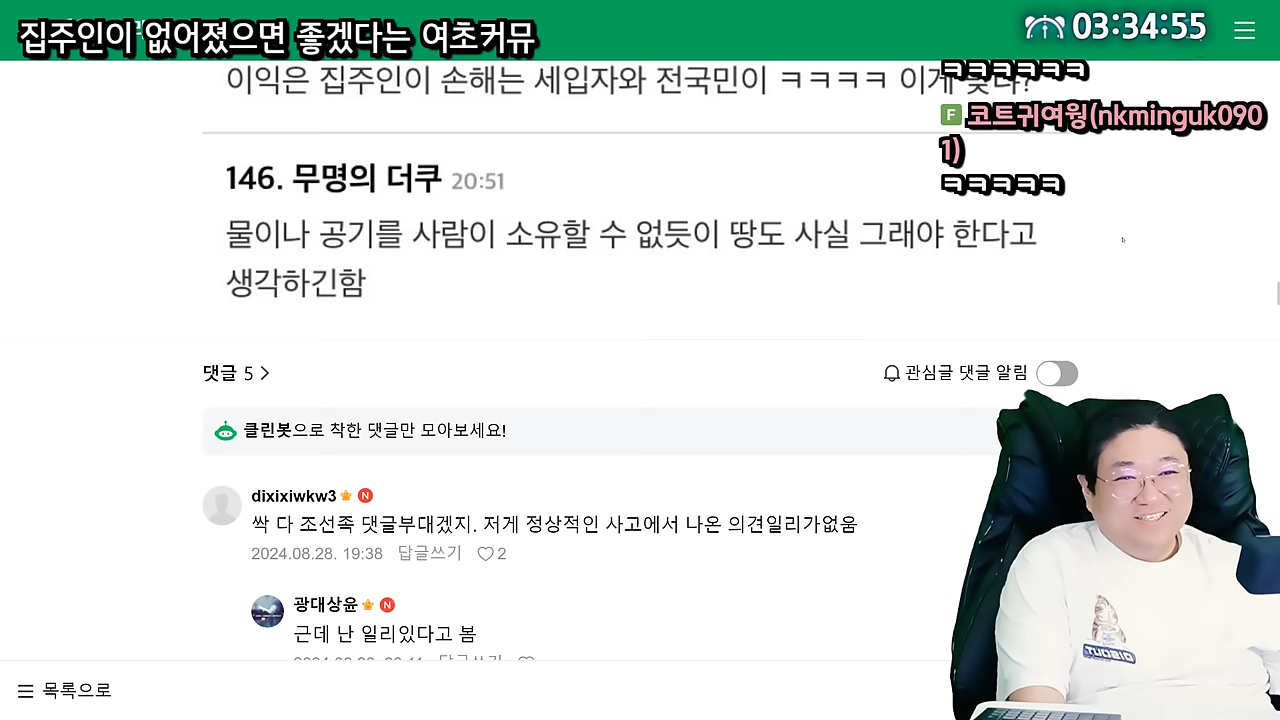 집주인이 없어졌으면 좋겠다는 여초커뮤
03:34:55
이익은 집주인이 손해는 세입자와 전국민이 ㅋㅋㅋㅋ 이게 맞나?
ㅋㅋㅋㅋㅋㅋ
F 코트귀여웡(nkminguk090
1)
ㅋㅋㅋㅋㅋ
146. 무명의 더쿠 20:51
물이나 공기를 사람이 소유할 수 없듯이 땅도 사실 그래야 한다고
생각하긴함
댓글 5
관심글 댓글 알림
클린봇으로 착한 댓글만 모아보세요!
dixixiwkw3 N
싹 다 조선족 댓글부대겠지. 저게 정상적인 사고에서 나온 의견일리가없음
2024.08.28. 19:38 답글쓰기 2
광대상윤 N
근데 난 일리있다고 봄
답글쓰기
목록으로